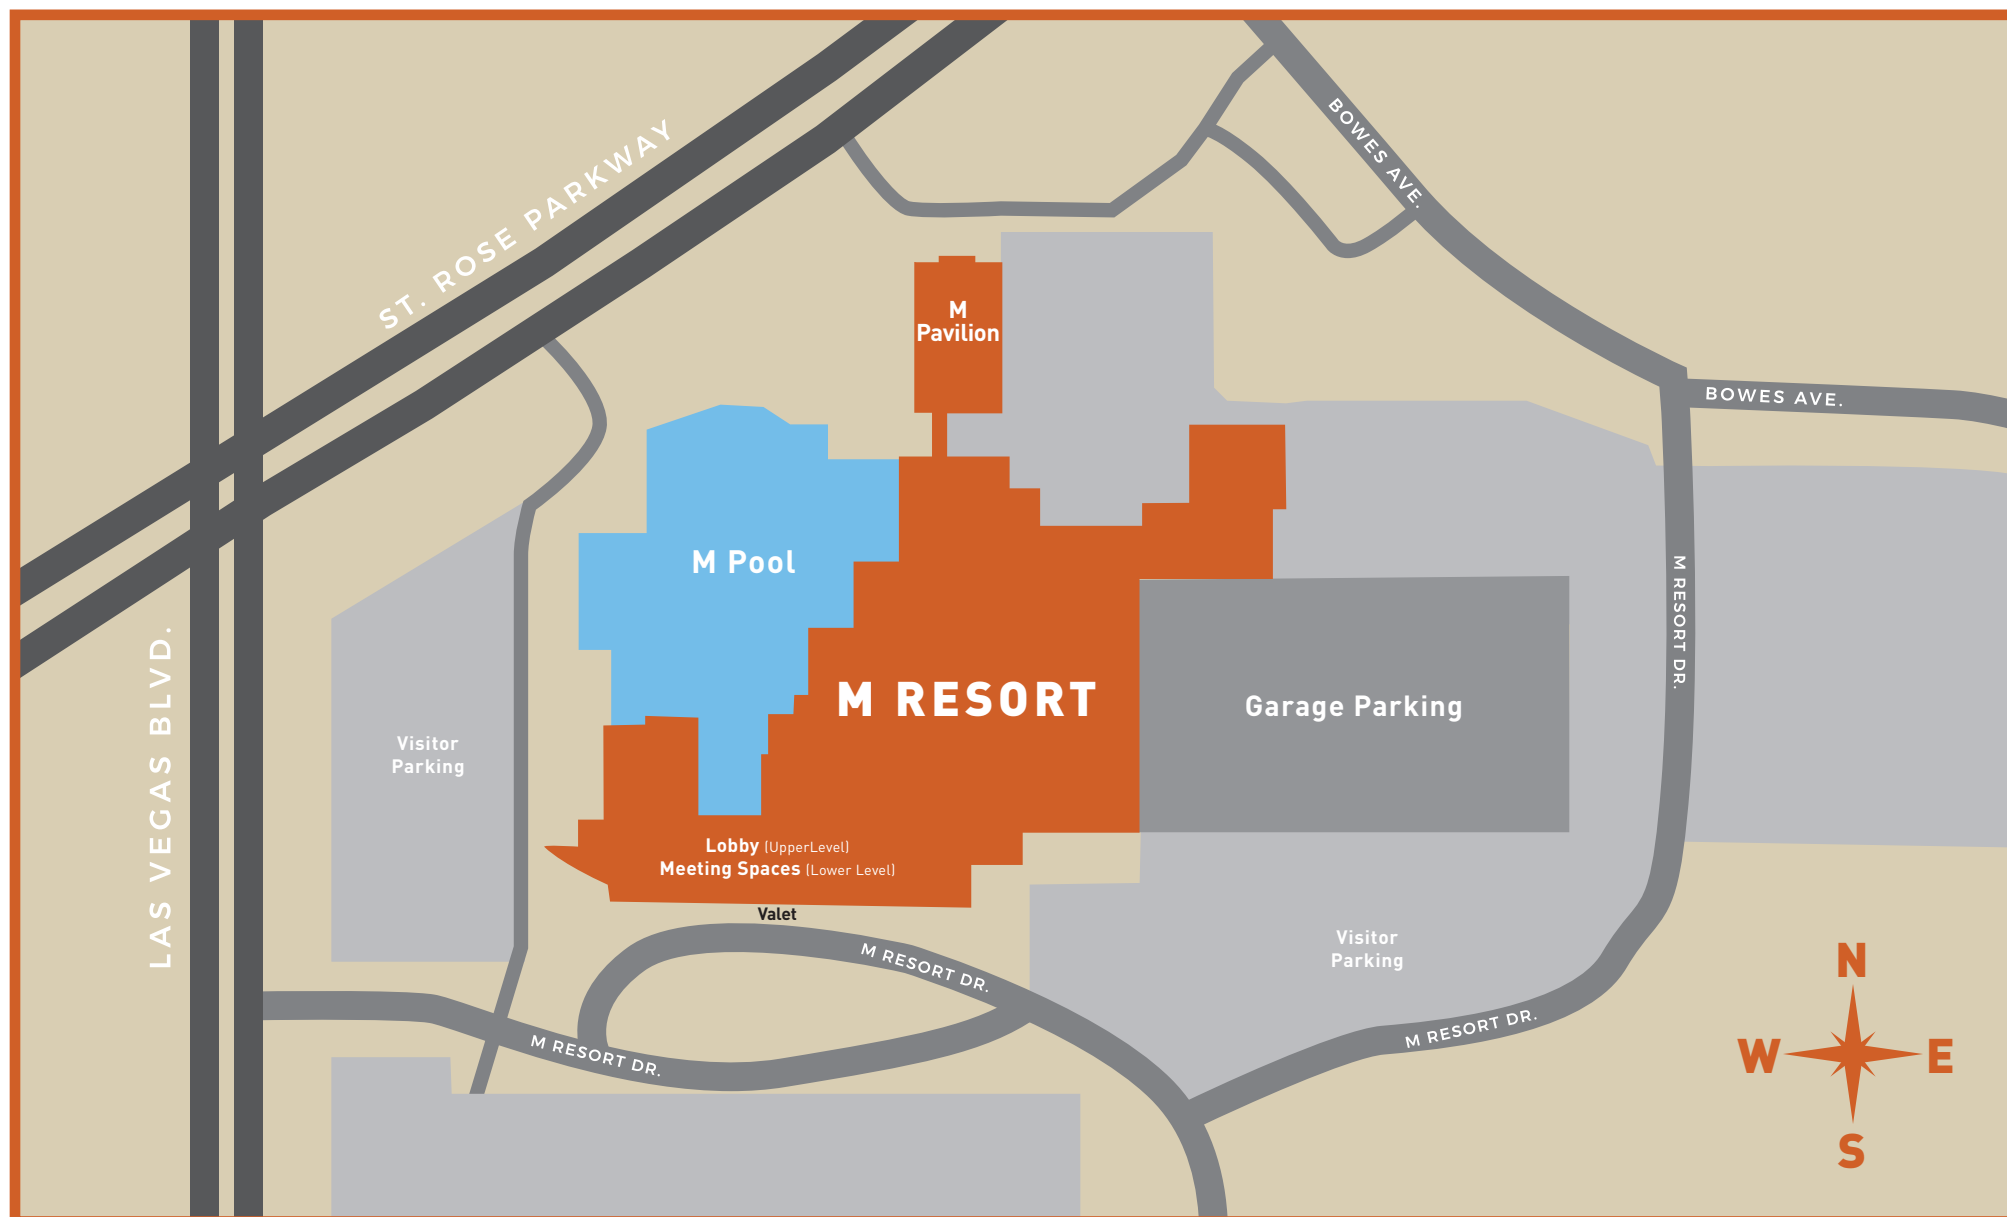 BOWES AVE.
ST. ROSE PARKWAY
M
Pavilion
BOWES AVE.
M Pool
M RESORT DR.
LAS VEGAS BLVD.
M RESORT
Garage Parking
Visitor
Parking
Lobby (UpperLevel)
Meeting Spaces (Lower Level)
Valet
M RESORT DR.
Visitor
Parking
M RESORT DR.
M RESORT DR.
N
W E
S